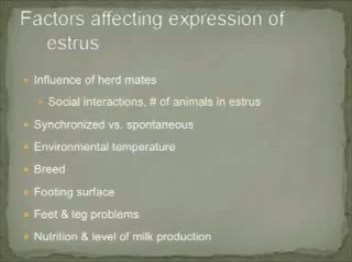 Factors affecting expression of
estrus
Influence of herd mates
Social interactions, # of animals in estrus
Synchronized vs. spontaneous
Environmental temperature
Breed
Footing surface
Feet & leg problems
Nutrition & level of milk production